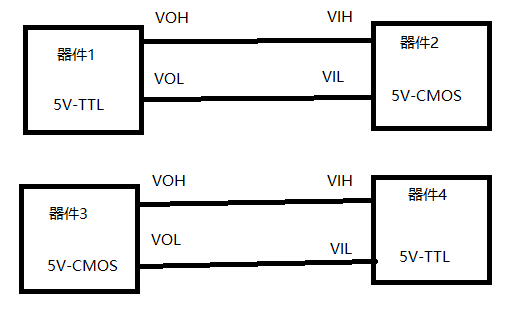 VOH VIH
器件1 器件2
VOL VIL
5V-TTL 5V-CMOS
VOH VIH
器件3 器件4
VOL VIL
5V-CMOS 5V-TTL